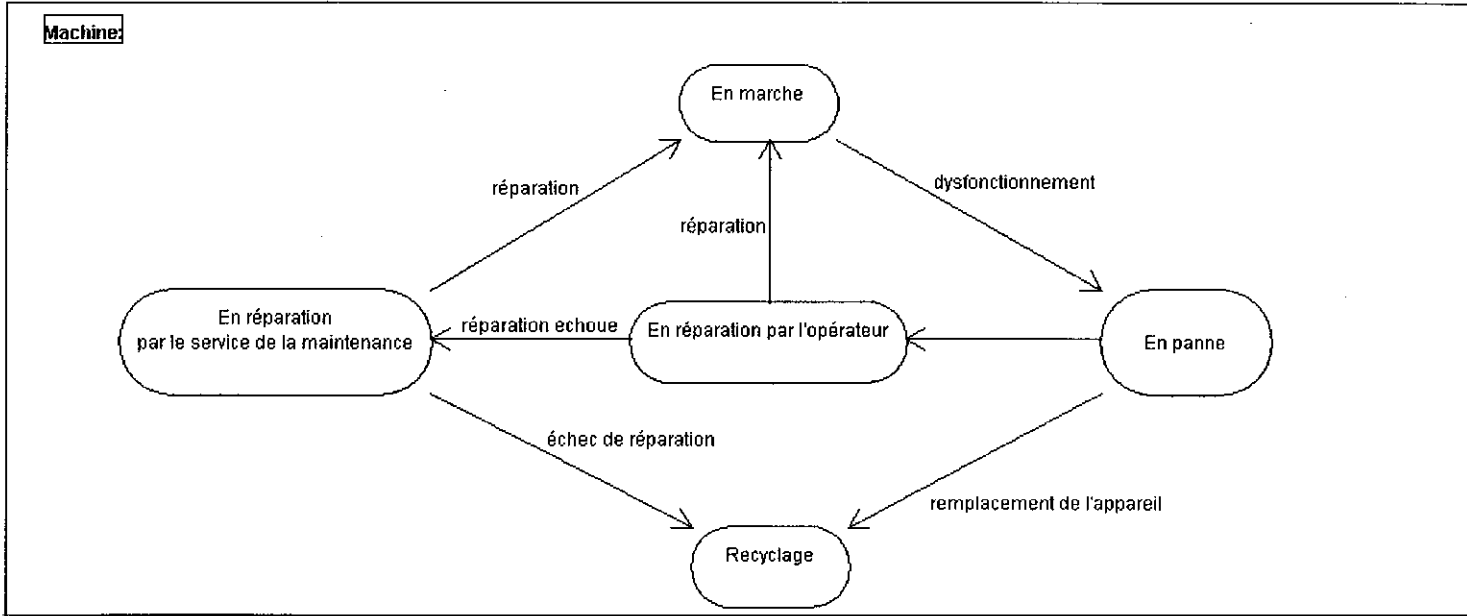 Machine:
En marche
réparation
dysfonctionnement
réparation
En réparation
par le service de la maintenance
réparation echoue
En réparation par l'opérateur
En panne
échec de réparation
remplacement de l'appareil
Recyclage